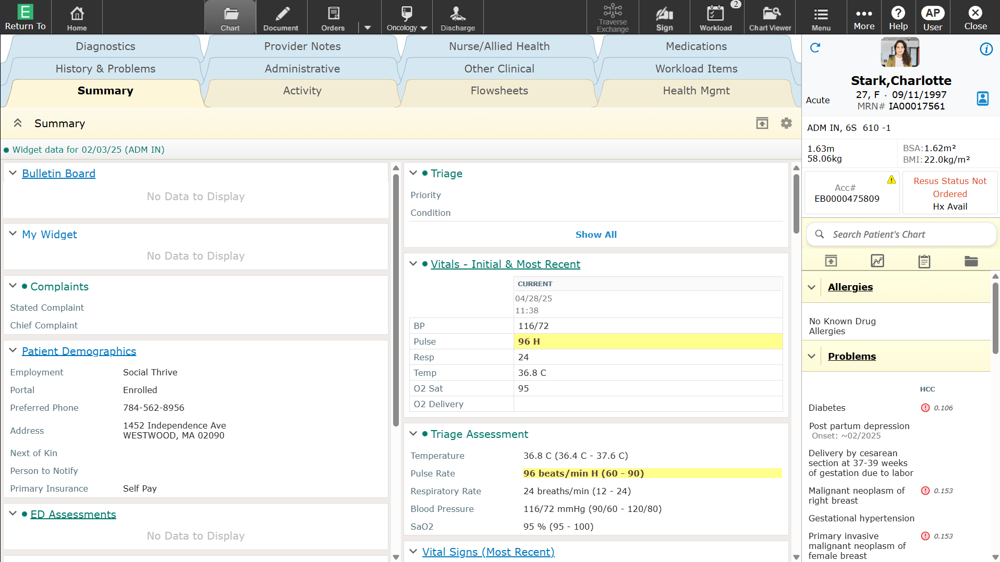 E
Return To
Home
Chart
Document
Orders
Oncology
Discharge
Traverse
Exchange
Sign
2
Workload
Chart Viewer
Menu
More
?
Help
AP
User
Close
Diagnostics
Provider Notes
Nurse/Allied Health
Medications
History & Problems
Administrative
Other Clinical
Workload Items
Summary
Activity
Flowsheets
Health Mgmt
Summary
Widget data for 02/03/25 (ADM IN)
Bulletin Board
No Data to Display
My Widget
No Data to Display
Complaints
Stated Complaint
Chief Complaint
Patient Demographics
Employment Social Thrive
Portal Enrolled
Preferred Phone 784-562-8956
Address 1452 Independence Ave
WESTWOOD, MA 02090
Next of Kin
Person to Notify
Primary Insurance Self Pay
ED Assessments
No Data to Display
Triage
Priority
Condition
Show All
Vitals - Initial & Most Recent
CURRENT
04/28/25
11:38
BP 116/72
Pulse 96 H
Resp 24
Temp 36.8 C
O2 Sat 95
O2 Delivery
Triage Assessment
Temperature 36.8 C (36.4 C - 37.6 C)
Pulse Rate 96 beats/min H (60 - 90)
Respiratory Rate 24 breaths/min (12 - 24)
Blood Pressure 116/72 mmHg (90/60 - 120/80)
SaO2 95 % (95 - 100)
Vital Signs (Most Recent)
i
Stark,Charlotte
Acute
27, F · 09/11/1997
MRN# IA00017561
ADM IN, 6S 610 -1
1.63m
58.06kg
BSA: 1.62m²
BMI: 22.0kg/m²
!
Acc#
EB0000475809
Resus Status Not
Ordered
Hx Avail
Search Patient's Chart
Allergies
No Known Drug
Allergies
Problems
HCC
Diabetes ! 0.106
Post partum depression
Onset: ~02/2025
Delivery by cesarean
section at 37-39 weeks
of gestation due to labor
Malignant neoplasm of ! 0.153
right breast
Gestational hypertension
Primary invasive ! 0.153
malignant neoplasm of
female breast